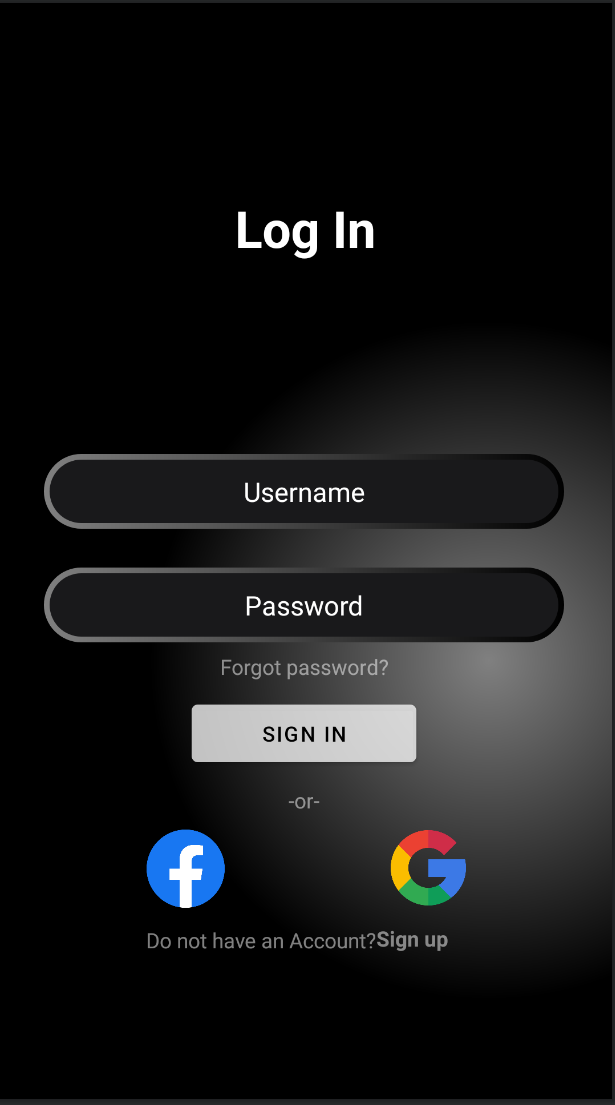 Log In
Username
Password
Forgot password?
SIGN IN
-or-
Do not have an Account?Sign up